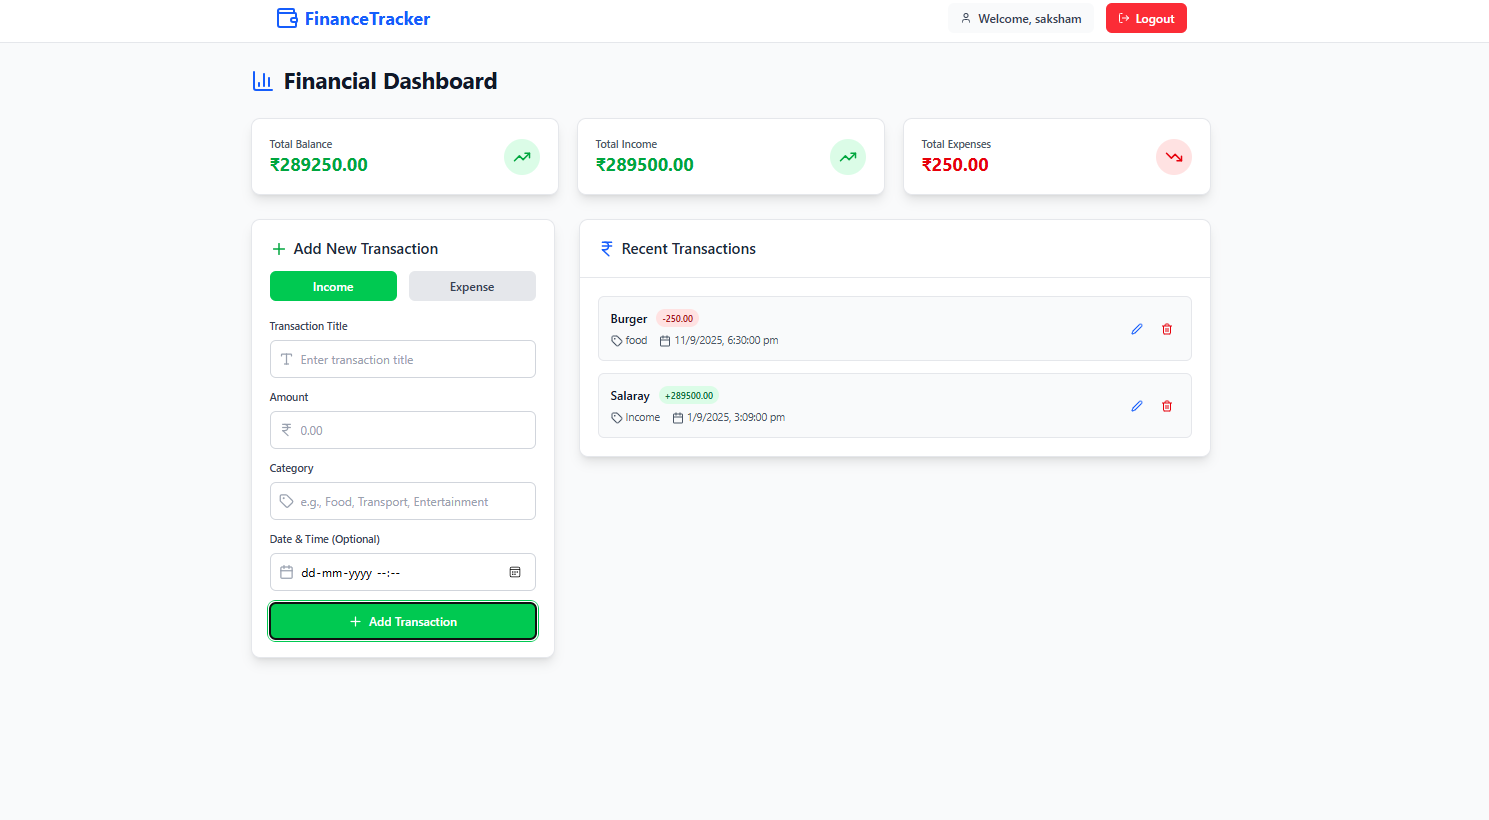 FinanceTracker
Welcome, saksham
Logout
Financial Dashboard
Total Balance
₹289250.00
Total Income
₹289500.00
Total Expenses
₹250.00
Add New Transaction
Income
Expense
Transaction Title
Enter transaction title
Amount
₹ 0.00
Category
e.g., Food, Transport, Entertainment
Date & Time (Optional)
dd-mm-yyyy --:--
Add Transaction
₹ Recent Transactions
Burger -250.00
food 11/9/2025, 6:30:00 pm
Salaray +289500.00
Income 1/9/2025, 3:09:00 pm